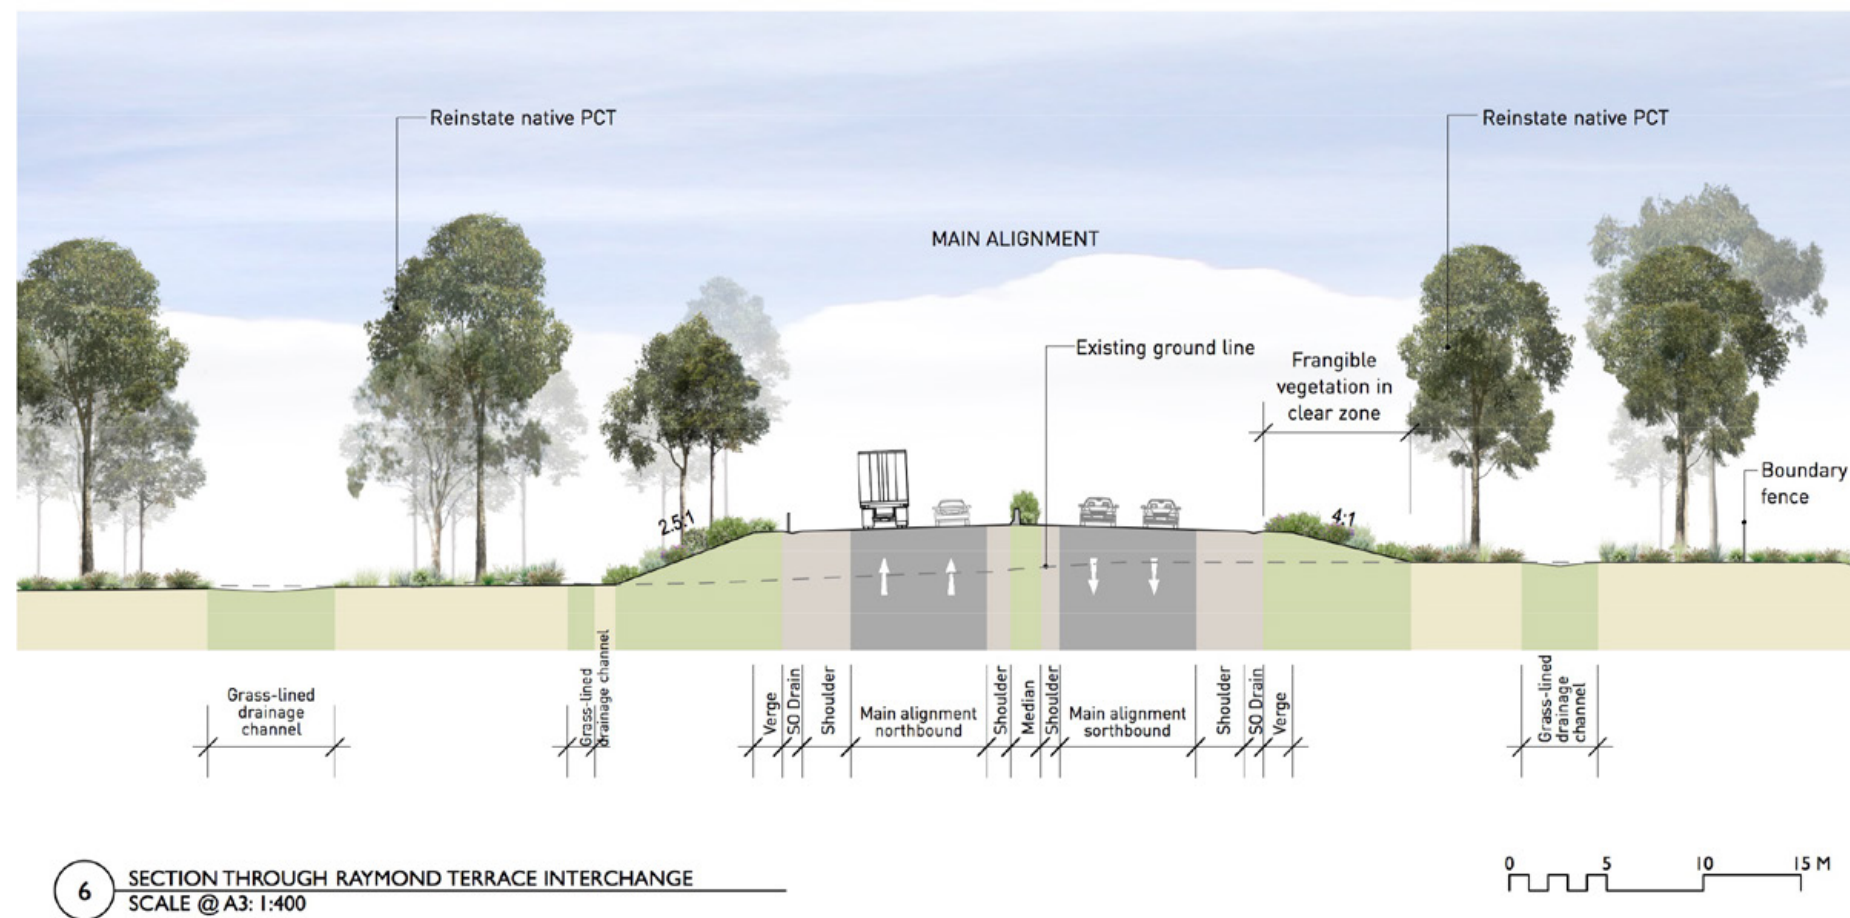 Reinstate native PCT
Reinstate native PCT
MAIN ALIGNMENT
Existing ground line
Frangible
vegetation in
clear zone
Boundary
fence
2.5:1
4:1
Grass-lined
drainage
channel
Grass-lined
drainage channel
Verge
SO Drain
Shoulder
Main alignment
northbound
Shoulder
Median
Shoulder
Main alignment
sorthbound
Shoulder
SO Drain
Verge
Grass-lined
drainage
channel
6
SECTION THROUGH RAYMOND TERRACE INTERCHANGE
SCALE @ A3: 1:400
0 5 10 15 M